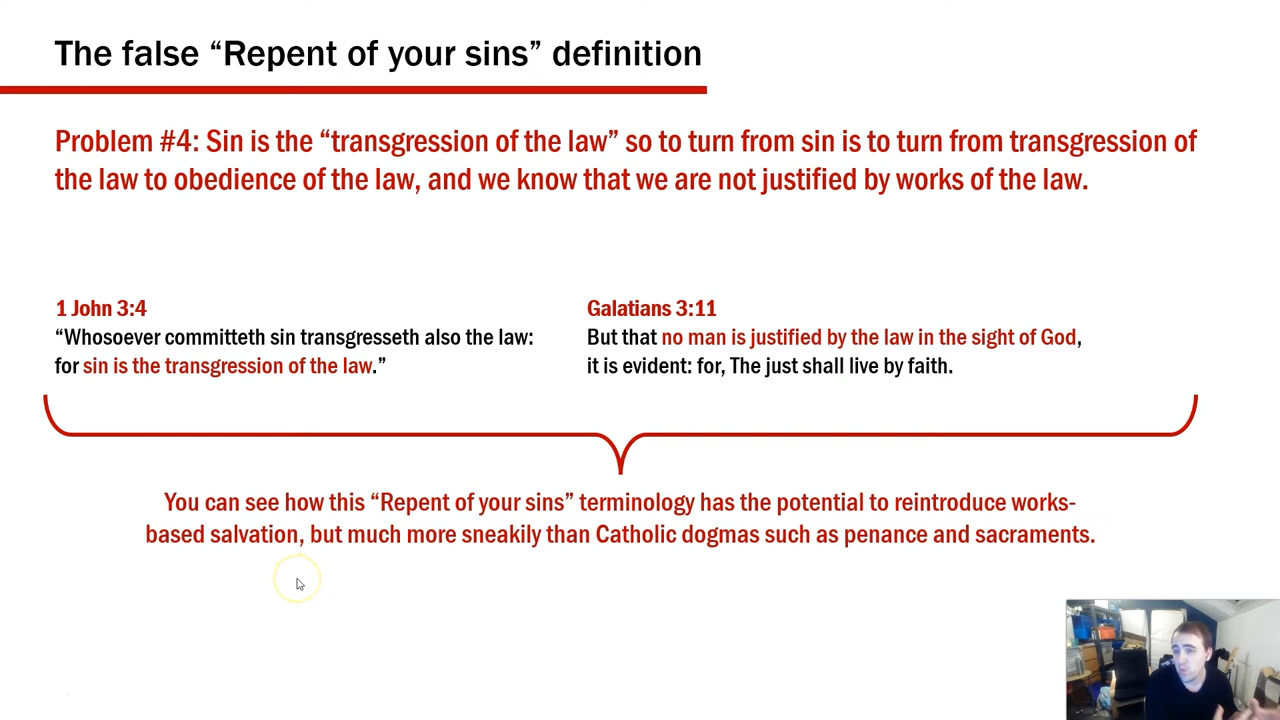 The false “Repent of your sins” definition
Problem #4: Sin is the “transgression of the law” so to turn from sin is to turn from transgression of
the law to obedience of the law, and we know that we are not justified by works of the law.
1 John 3:4
“Whosoever committeth sin transgresseth also the law:
for sin is the transgression of the law.”
Galatians 3:11
But that no man is justified by the law in the sight of God,
it is evident: for, The just shall live by faith.
You can see how this “Repent of your sins” terminology has the potential to reintroduce works-
based salvation, but much more sneakily than Catholic dogmas such as penance and sacraments.